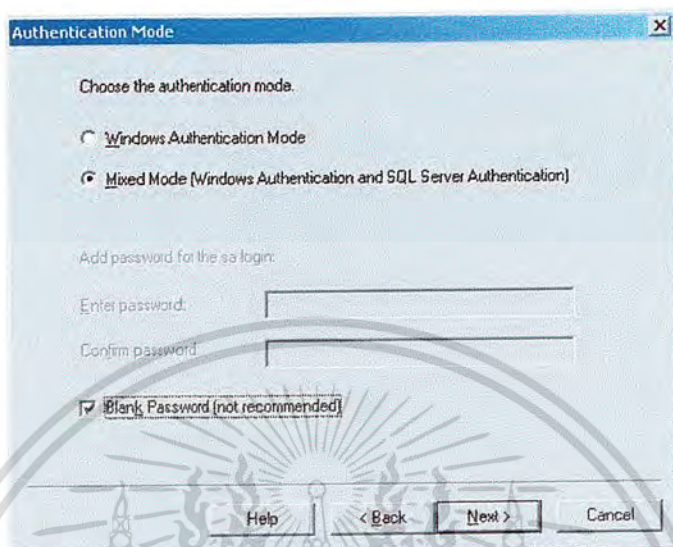 Authentication Mode
Choose the authentication mode.
Windows Authentication Mode
Mixed Mode (Windows Authentication and SQL Server Authentication)
Add password for the sa login:
Enter password:
Confirm password:
Blank Password (not recommended)
Help < Back Next > Cancel